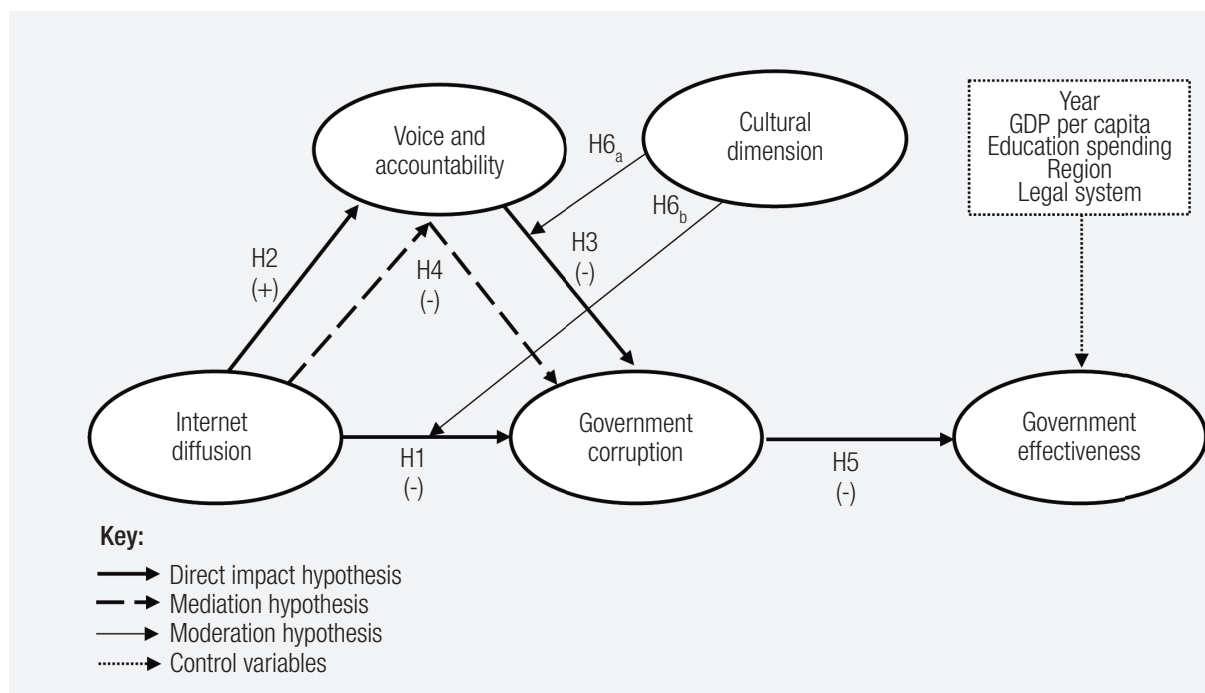 Voice and
accountability
Cultural
dimension
Year
GDP per capita
Education spending
Region
Legal system
H6a
H6b
H2
(+)
H4
(-)
H3
(-)
Internet
diffusion
H1
(-)
Government
corruption
H5
(-)
Government
effectiveness
Key:
Direct impact hypothesis
Mediation hypothesis
Moderation hypothesis
Control variables